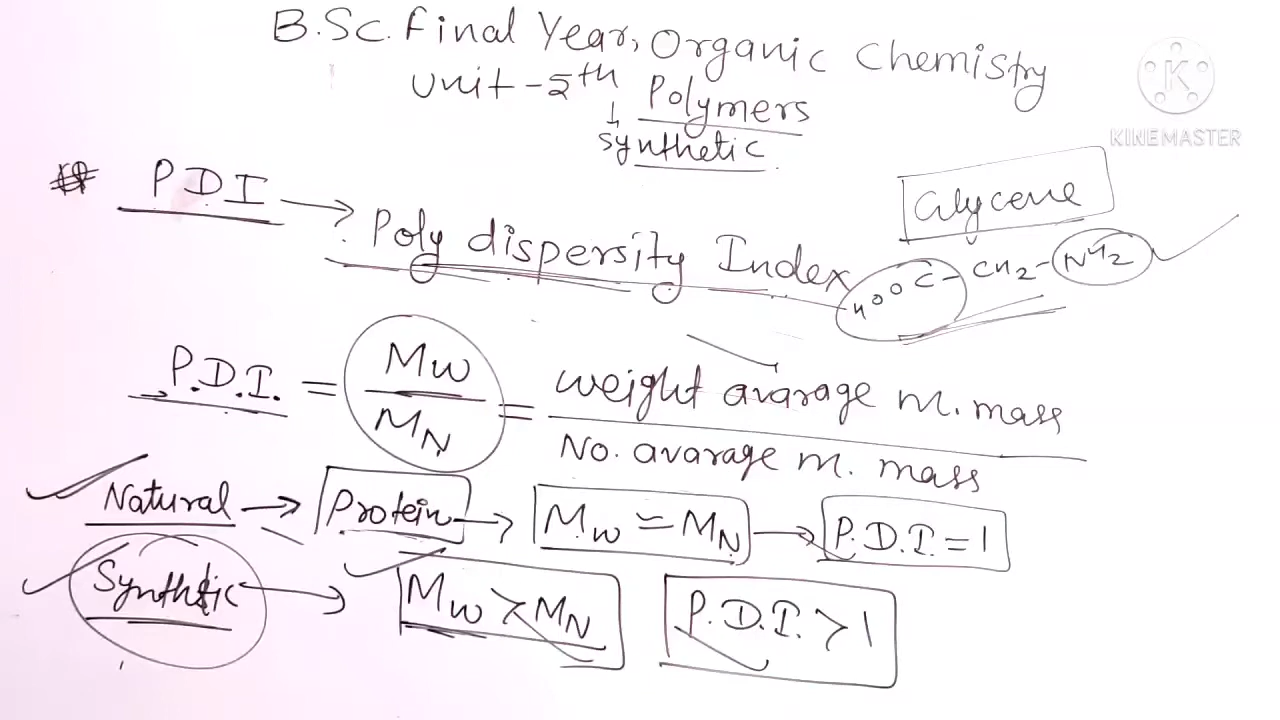 B.Sc. Final Year, Organic Chemistry
Unit-5th Polymers
↓
Synthetic
K
KINEMASTER
# P D I → Poly dispersity Index
Glycene
HOOC-CH2-NH2
P.D.I. = Mw/MN = weight avarage m. mass
No. avarage m. mass
Natural → Protein → Mw = MN → P.D.I. = 1
Synthetic → Mw > MN P.D.I. > 1